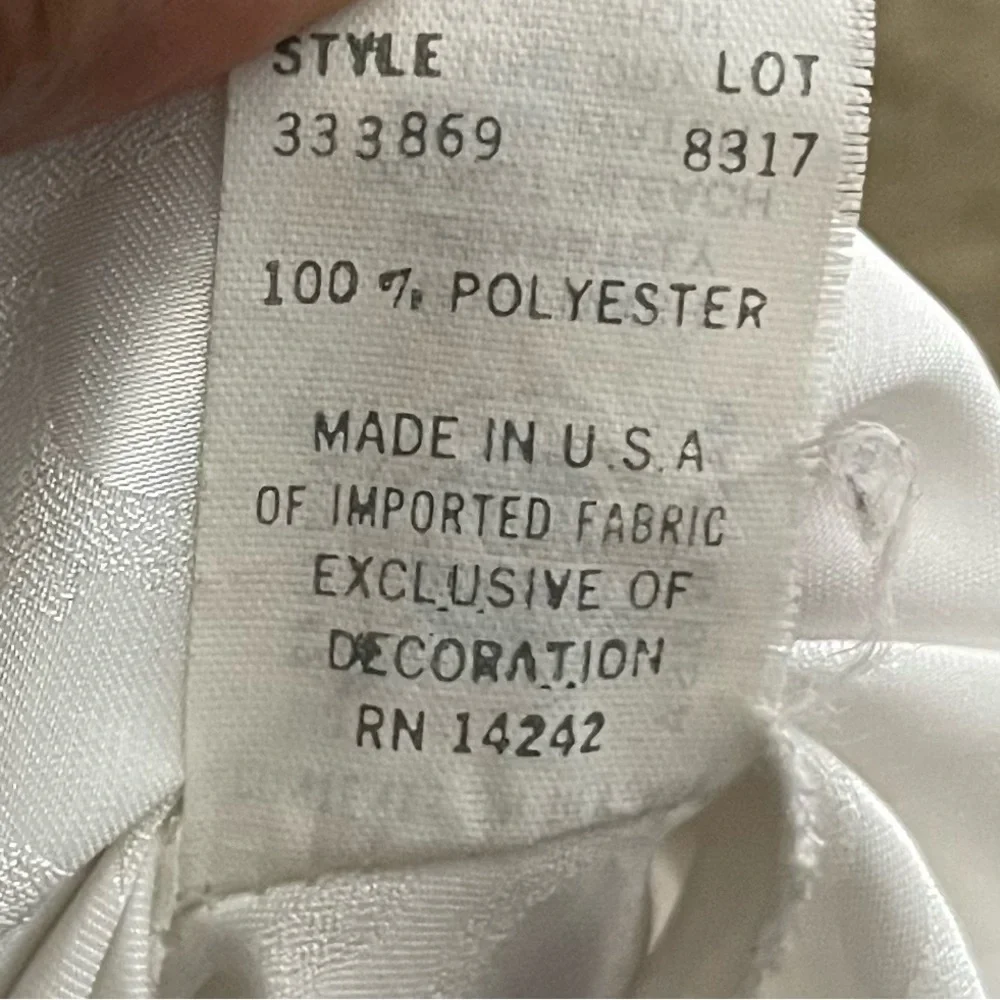 STYLE LOT
333869 8317
100% POLYESTER
MADE IN U.S.A
OF IMPORTED FABRIC
EXCLUSIVE OF
DECORATION
RN 14242